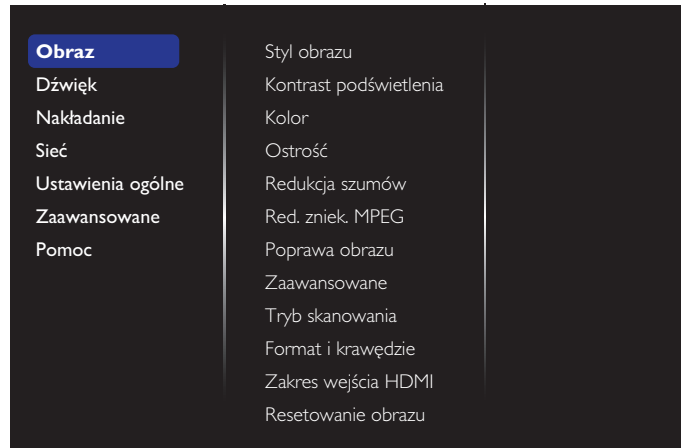 Obraz
Dźwięk
Nakładanie
Sieć
Ustawienia ogólne
Zaawansowane
Pomoc
Styl obrazu
Kontrast podświetlenia
Kolor
Ostrość
Redukcja szumów
Red. zniek. MPEG
Poprawa obrazu
Zaawansowane
Tryb skanowania
Format i krawędzie
Zakres wejścia HDMI
Resetowanie obrazu